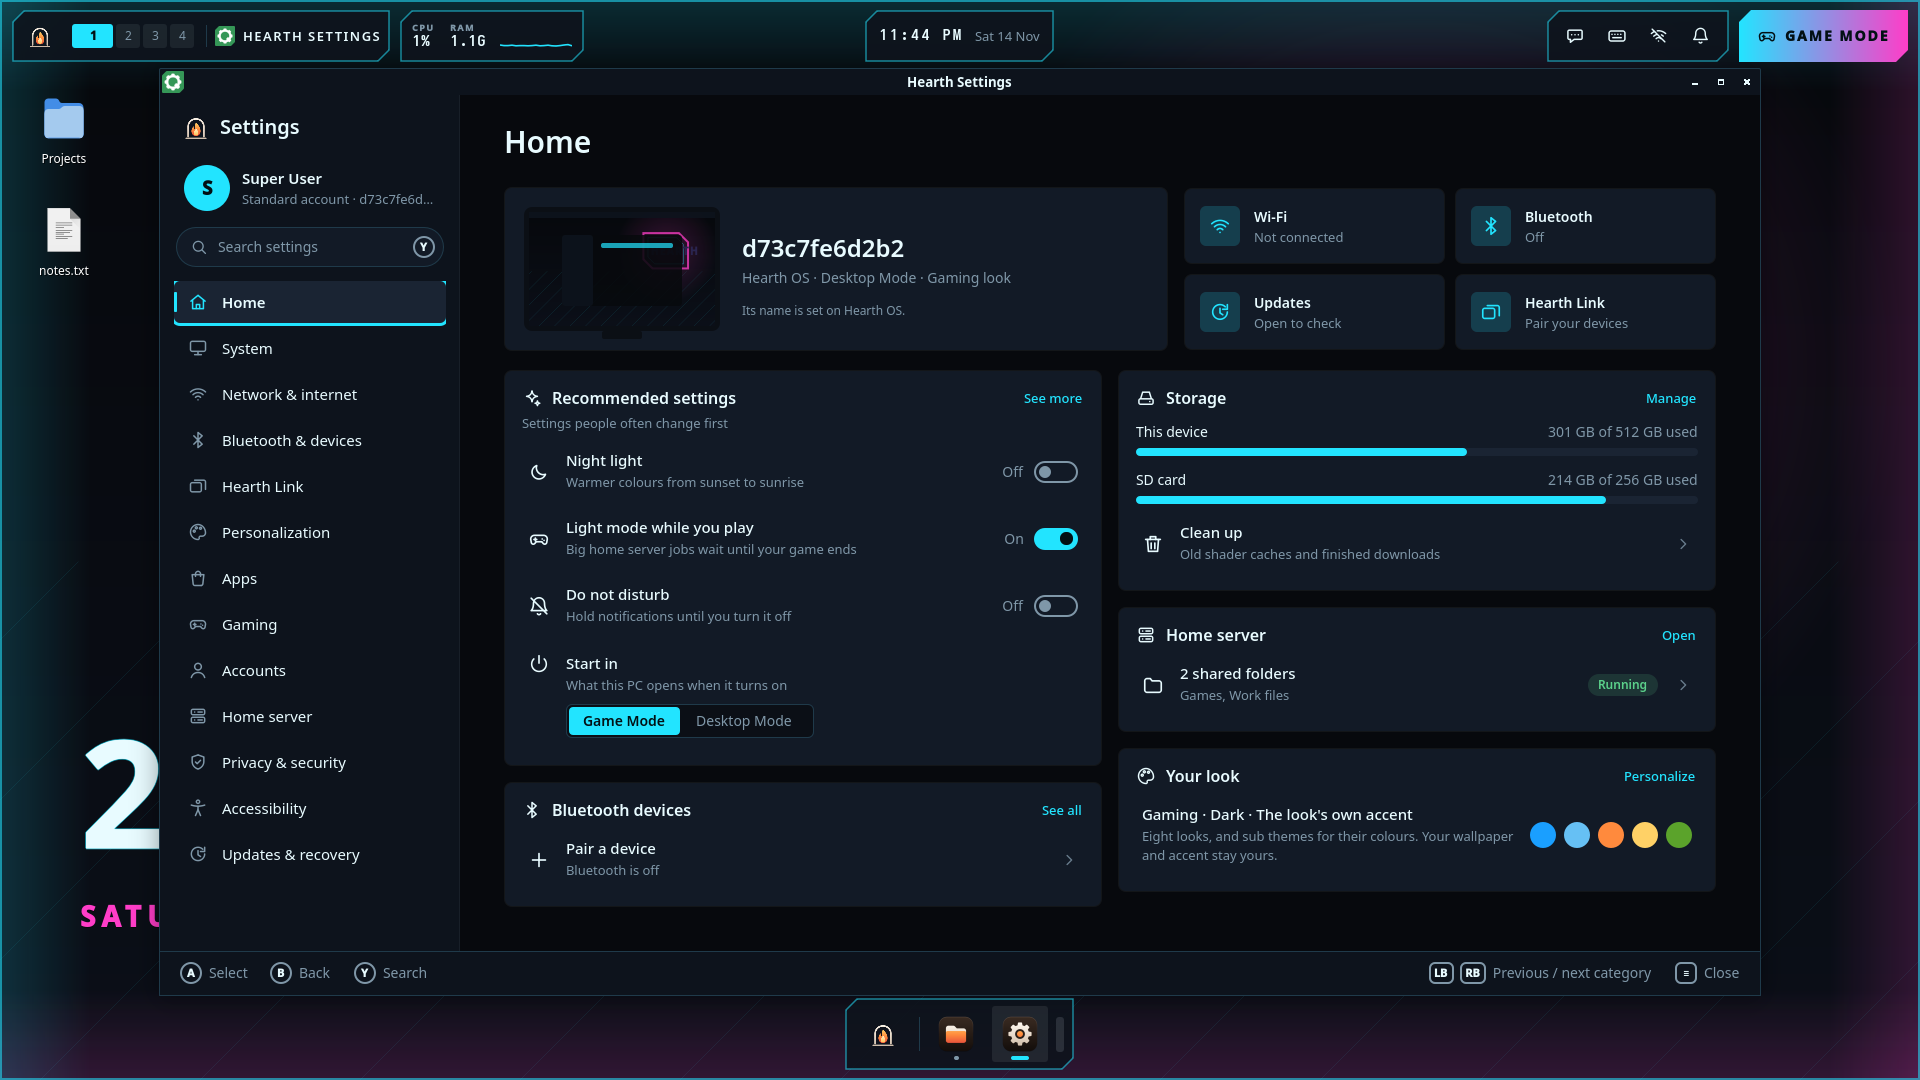 1 2 3 4
HEARTH SETTINGS
CPU RAM
1% 1.1G
11:44 PM Sat 14 Nov
GAME MODE
Hearth Settings
Projects
notes.txt
2
SATU
Settings
S
Super User
Standard account · d73c7fe6d...
Search settings Y
Home
System
Network & internet
Bluetooth & devices
Hearth Link
Personalization
Apps
Gaming
Accounts
Home server
Privacy & security
Accessibility
Updates & recovery
Home
d73c7fe6d2b2
Hearth OS · Desktop Mode · Gaming look
Its name is set on Hearth OS.
Wi-Fi
Not connected
Bluetooth
Off
Updates
Open to check
Hearth Link
Pair your devices
Recommended settings See more
Settings people often change first
Night light
Warmer colours from sunset to sunrise
Off
Light mode while you play
Big home server jobs wait until your game ends
On
Do not disturb
Hold notifications until you turn it off
Off
Start in
What this PC opens when it turns on
Game Mode Desktop Mode
Bluetooth devices See all
Pair a device
Bluetooth is off
Storage Manage
This device 301 GB of 512 GB used
SD card 214 GB of 256 GB used
Clean up
Old shader caches and finished downloads
Home server Open
2 shared folders
Games, Work files
Running
Your look Personalize
Gaming · Dark · The look's own accent
Eight looks, and sub themes for their colours. Your wallpaper
and accent stay yours.
A Select B Back Y Search
LB RB Previous / next category ≡ Close